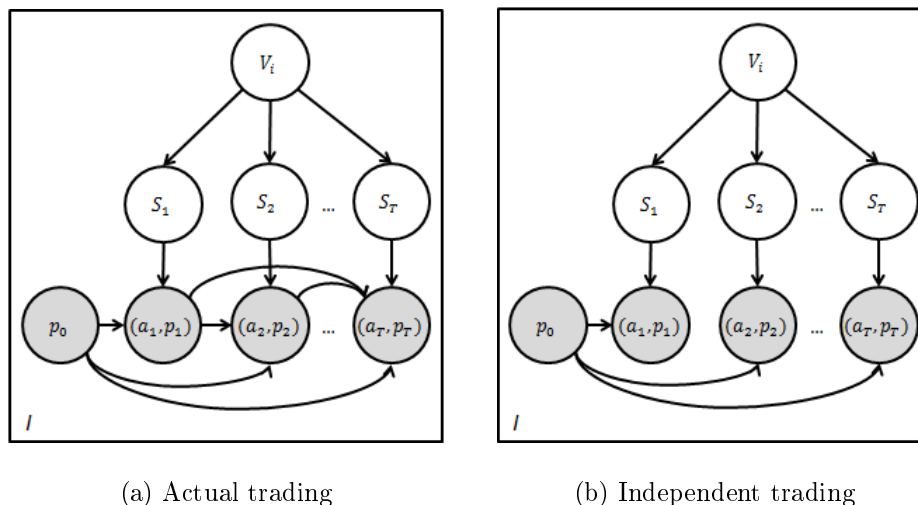 V_i V_i
S_1 S_2 ... S_T S_1 S_2 ... S_T
p_0 (a_1,p_1) (a_2,p_2) ... (a_T,p_T) p_0 (a_1,p_1) (a_2,p_2) ... (a_T,p_T)
I I
(a) Actual trading (b) Independent trading